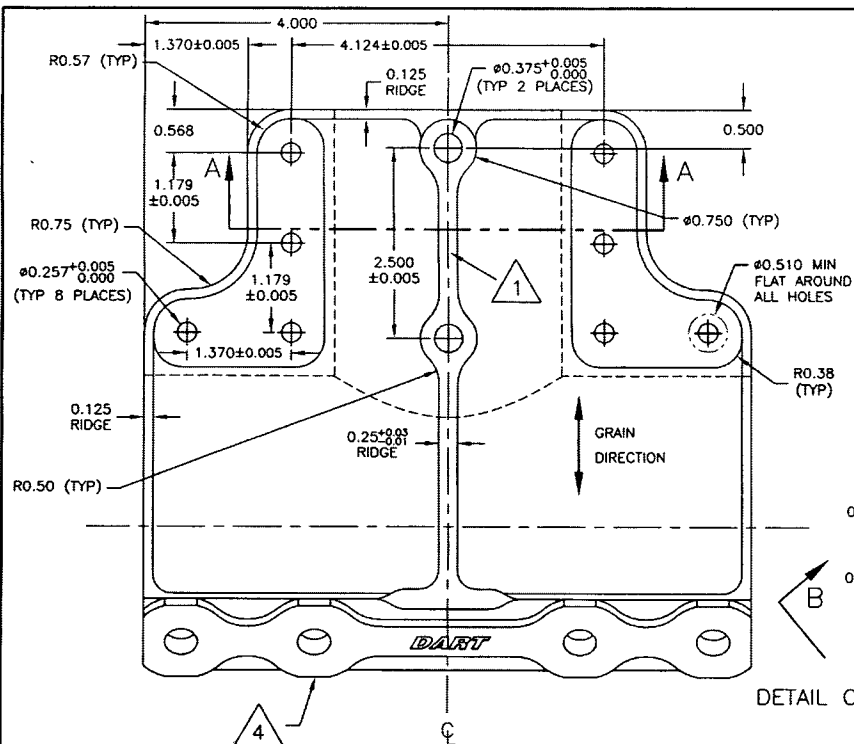 4.000
1.370±0.005
4.124±0.005
R0.57 (TYP)
0.125
RIDGE
ø0.375+0.005
0.000
(TYP 2 PLACES)
0.568
0.500
A
A
1.179
±0.005
R0.75 (TYP)
ø0.750 (TYP)
2.500
±0.005
ø0.257+0.005
0.000
(TYP 8 PLACES)
1.179
±0.005
1
ø0.510 MIN
FLAT AROUND
ALL HOLES
1.370±0.005
R0.38
(TYP)
0.125
RIDGE
0.25+0.03
-0.01
RIDGE
GRAIN
DIRECTION
R0.50 (TYP)
0
0
B
DART
DETAIL C
4
℄